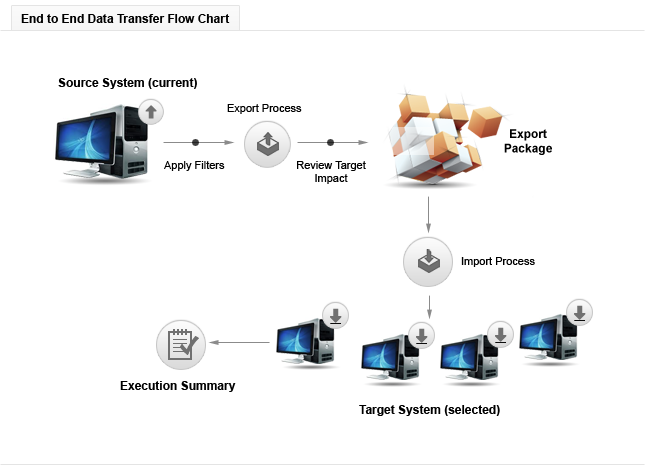 End to End Data Transfer Flow Chart
Source System (current)
Export Process
Apply Filters
Review Target
Impact
Export
Package
Import Process
Execution Summary
Target System (selected)